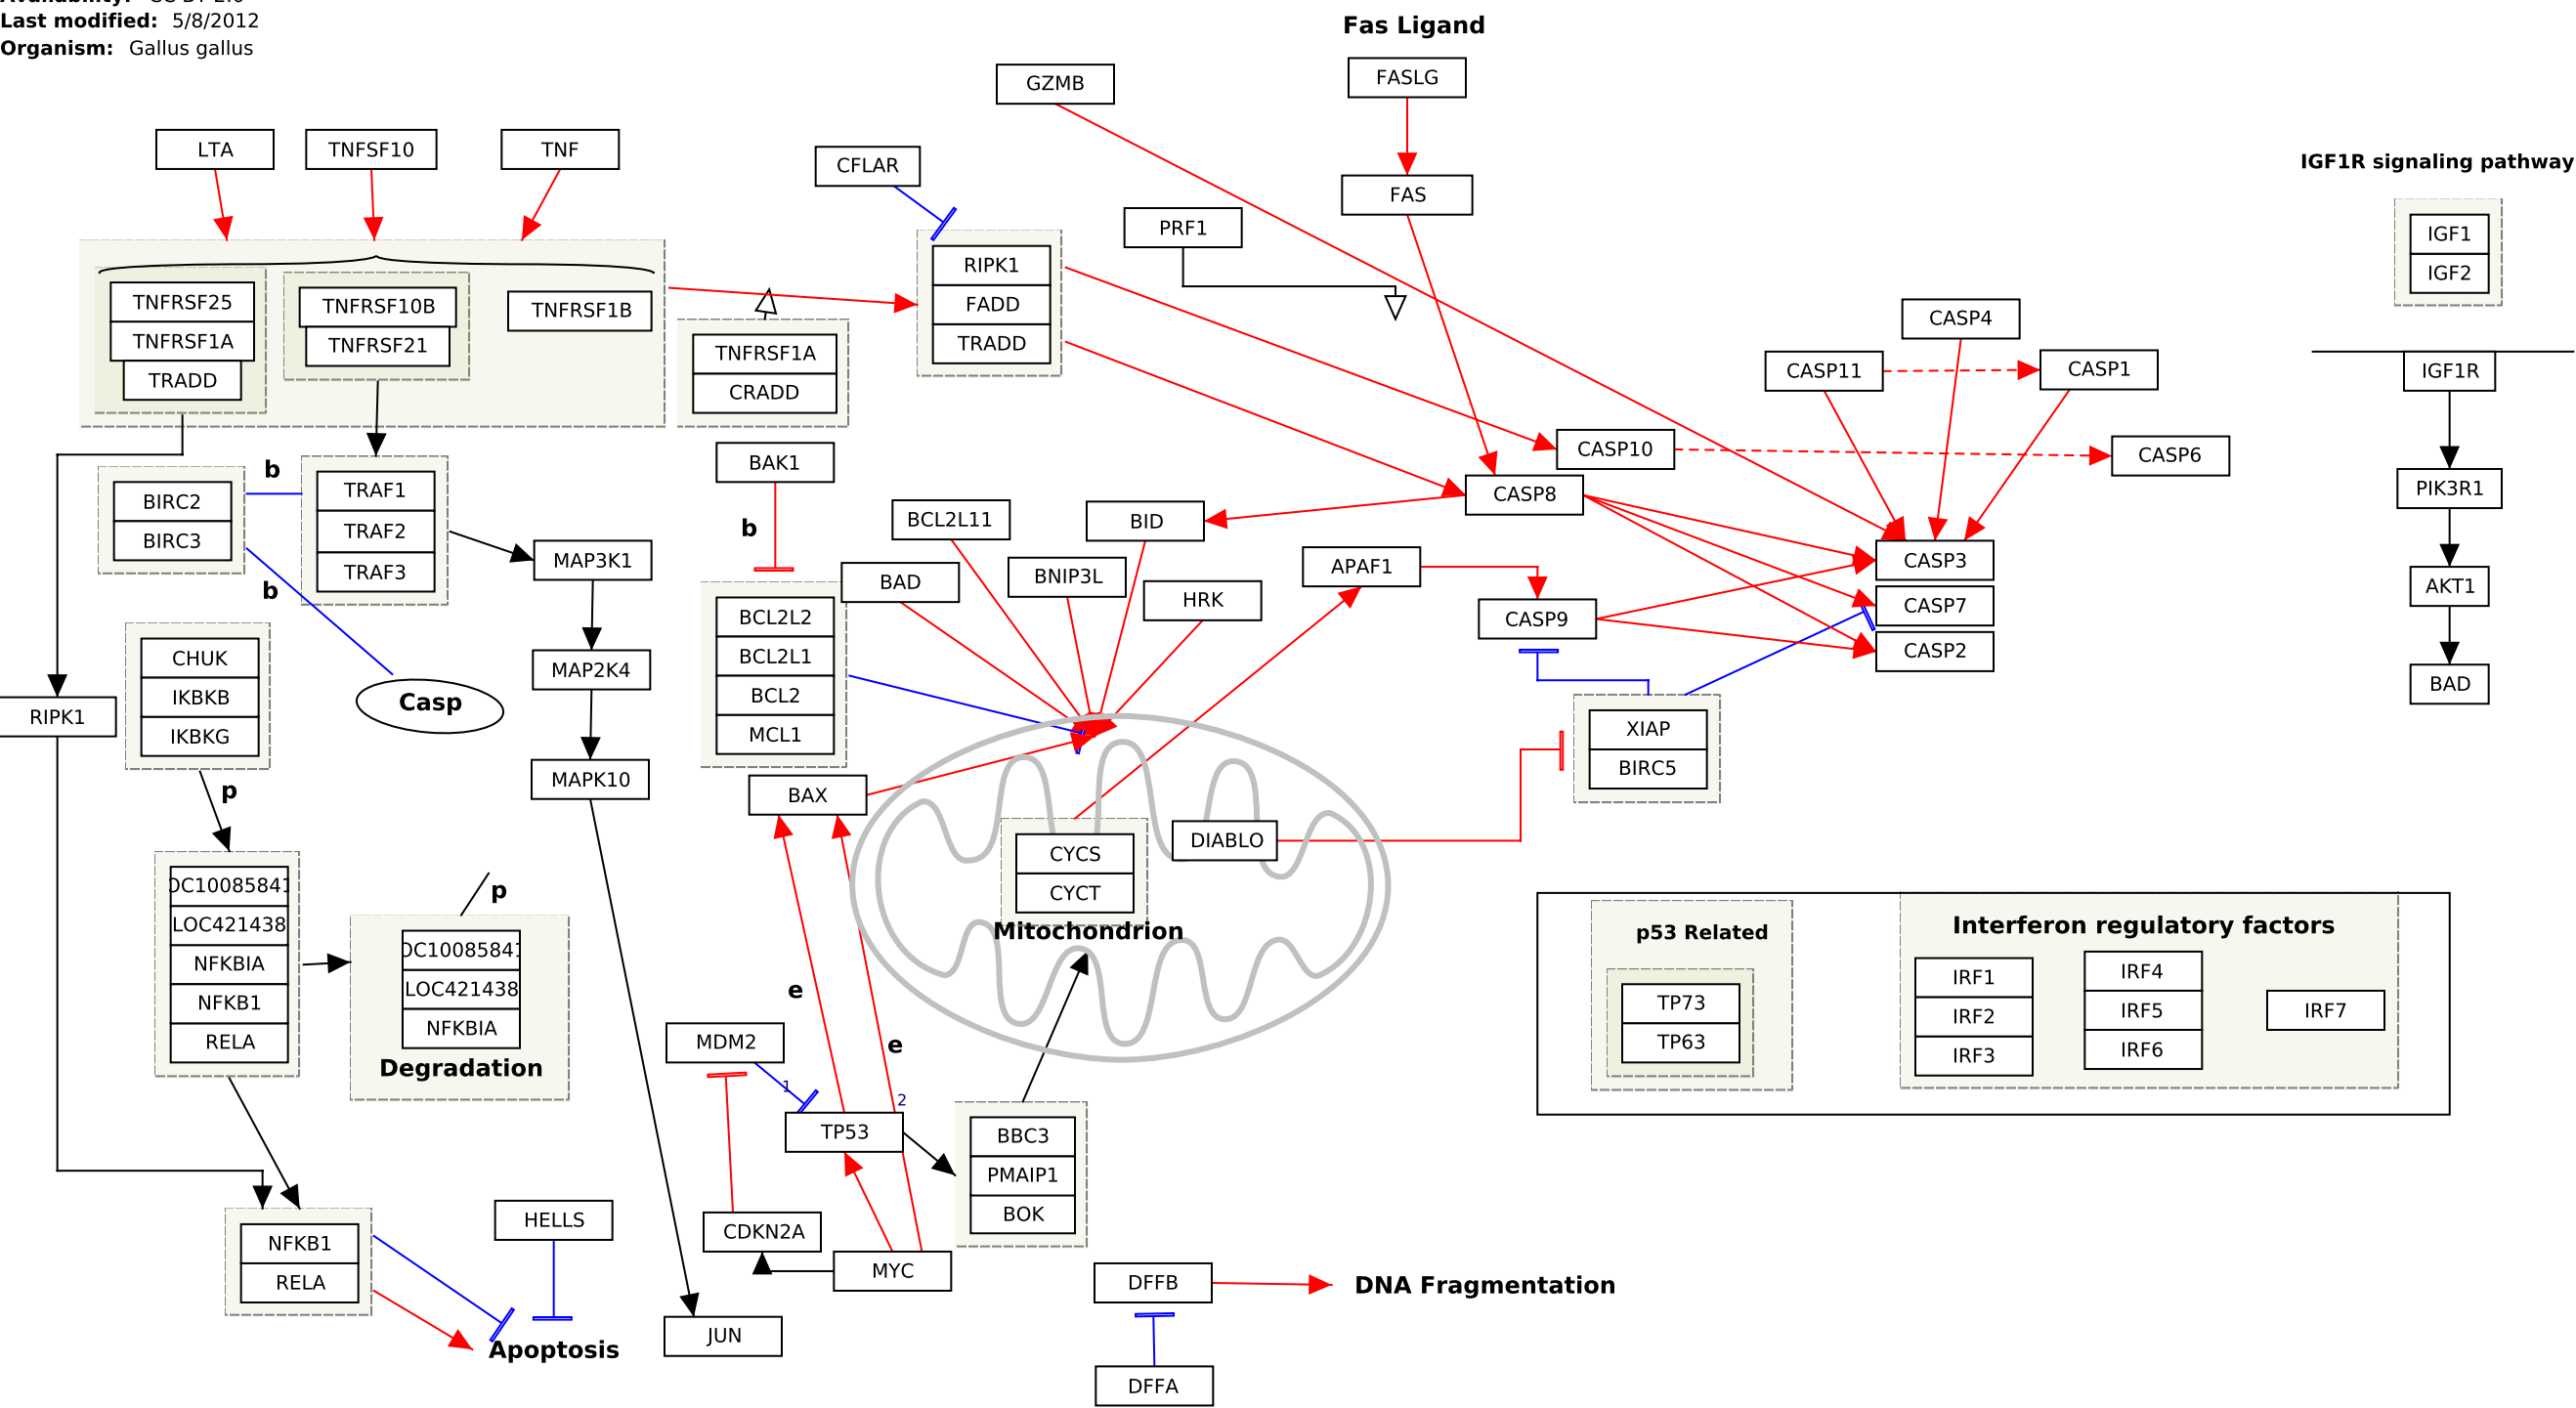 Last modified: 5/8/2012
Organism: Gallus gallus
Fas Ligand
GZMB
FASLG
LTA
TNFSF10
TNF
CFLAR
FAS
IGF1R signaling pathway
PRF1
IGF1
IGF2
TNFRSF25
TNFRSF1A
TRADD
TNFRSF10B
TNFRSF21
TNFRSF1B
RIPK1
FADD
TRADD
TNFRSF1A
CRADD
CASP4
CASP11
CASP1
IGF1R
BAK1
CASP10
CASP6
b
BIRC2
BIRC3
TRAF1
TRAF2
TRAF3
CASP8
PIK3R1
b
BCL2L11
BID
MAP3K1
BAD
BNIP3L
HRK
APAF1
CASP3
CASP7
CASP2
AKT1
b
CASP9
BCL2L2
BCL2L1
BCL2
MCL1
CHUK
IKBKB
IKBKG
MAP2K4
BAD
Casp
RIPK1
XIAP
BIRC5
MAPK10
BAX
p
DIABLO
CYCS
CYCT
Mitochondrion
OC10085841
LOC421438
NFKBIA
NFKB1
RELA
p
OC10085841
LOC421438
NFKBIA
Degradation
p53 Related
TP73
TP63
Interferon regulatory factors
IRF1
IRF2
IRF3
IRF4
IRF5
IRF6
IRF7
e
MDM2
e
1
2
TP53
BBC3
PMAIP1
BOK
HELLS
CDKN2A
NFKB1
RELA
MYC
DFFB
DNA Fragmentation
JUN
Apoptosis
DFFA